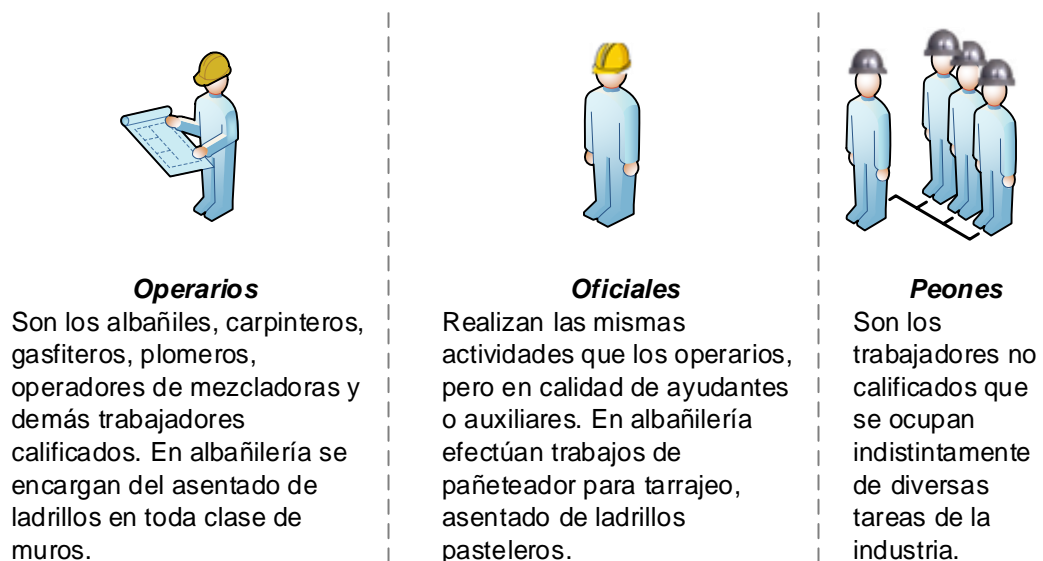 Operarios
Son los albañiles, carpinteros,
gasfiteros, plomeros,
operadores de mezcladoras y
demás trabajadores
calificados. En albañilería se
encargan del asentado de
ladrillos en toda clase de
muros.
Oficiales
Realizan las mismas
actividades que los operarios,
pero en calidad de ayudantes
o auxiliares. En albañilería
efectúan trabajos de
pañeteador para tarrajeo,
asentado de ladrillos
pasteleros.
Peones
Son los
trabajadores no
calificados que
se ocupan
indistintamente
de diversas
tareas de la
industria.